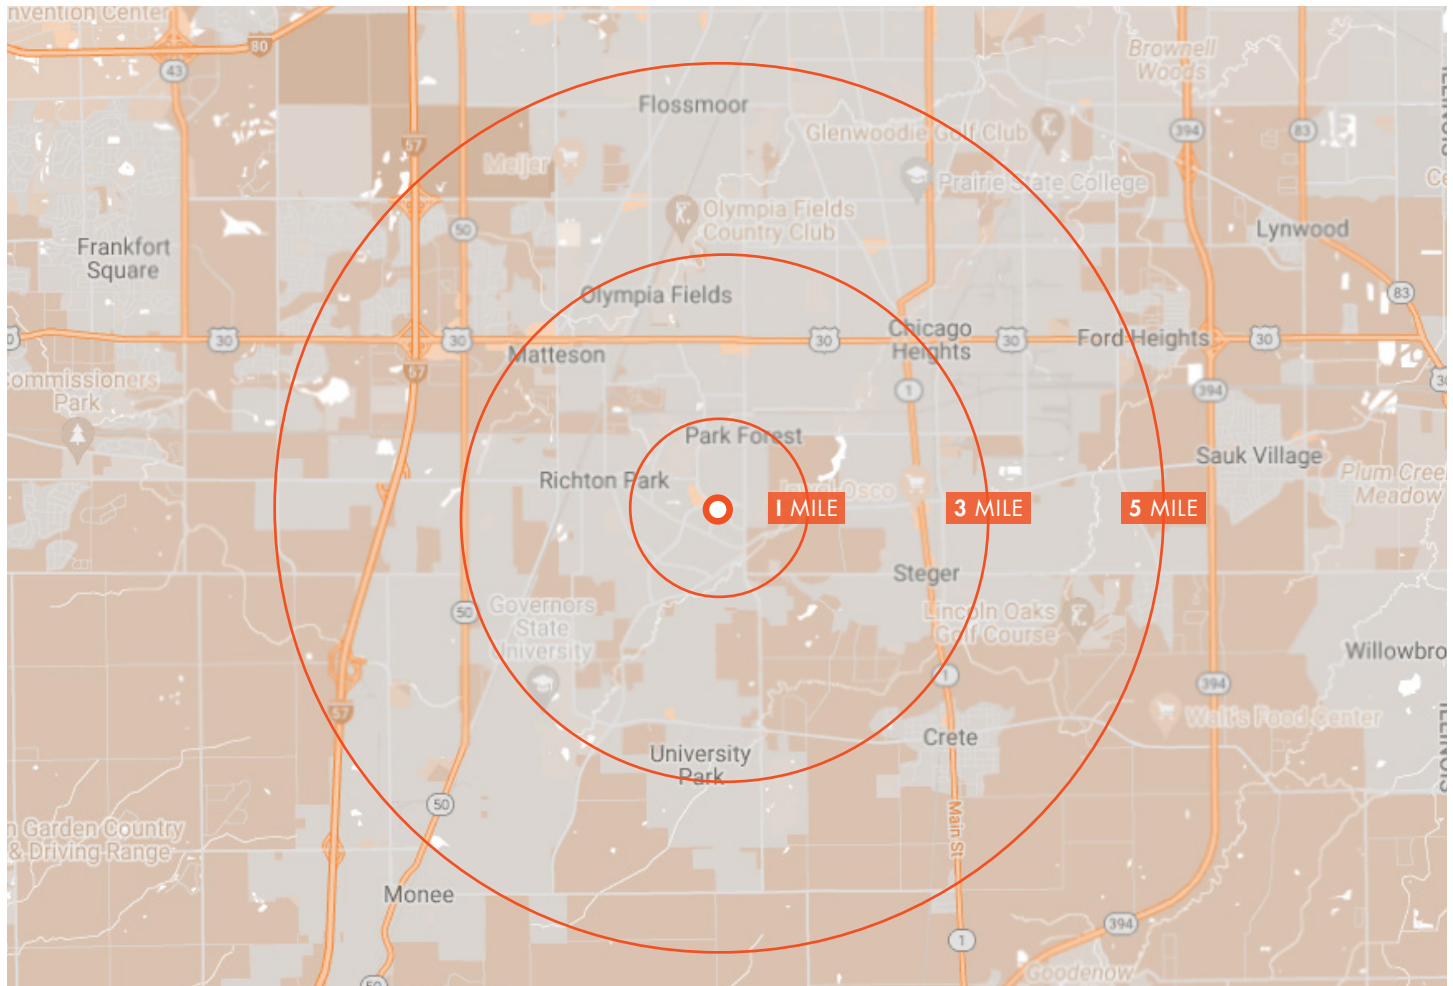 nvention Center
80
43
Brownell
Woods
ILLINOIS
Flossmoor
Glenwoodie Golf Club
394
83
57
Meijer
Prairie State College
Olympia Fields
Country Club
50
Lynwood
Frankfort
Square
Olympia Fields
83
30
30
30
Chicago
Heights
30
Ford Heights
30
Matteson
57
ommissioners
Park
1
394
Park Forest
Richton Park
Sauk Village
Plum Cree
Meadow
Jewel-Osco
1 MILE
3 MILE
5 MILE
Steger
50
Governors
State
University
Lincoln Oaks
Golf Course
Willowbro
1
394
57
Walt's Food Center
ILLINOIS
Crete
University
Park
50
Main St
n Garden Country
& Driving Range
Monee
394
1
Goodenow
50